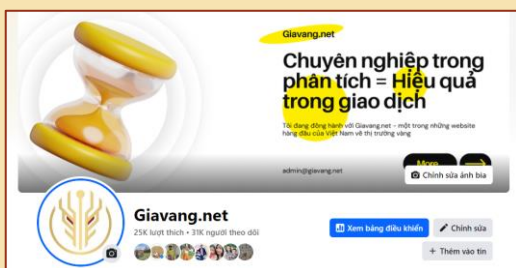 Giavang.net
Chuyên nghiệp trong
phân tích = Hiệu quả
trong giao dịch
Tôi đang đồng hành với Giavang.net – một trong những website
hàng đầu của Việt Nam về thị trường vàng
admin@giavang.net
More
Chỉnh sửa ảnh bìa
Giavang.net
25K lượt thích • 31K người theo dõi
Xem bảng điều khiển
Chỉnh sửa
+ Thêm vào tin